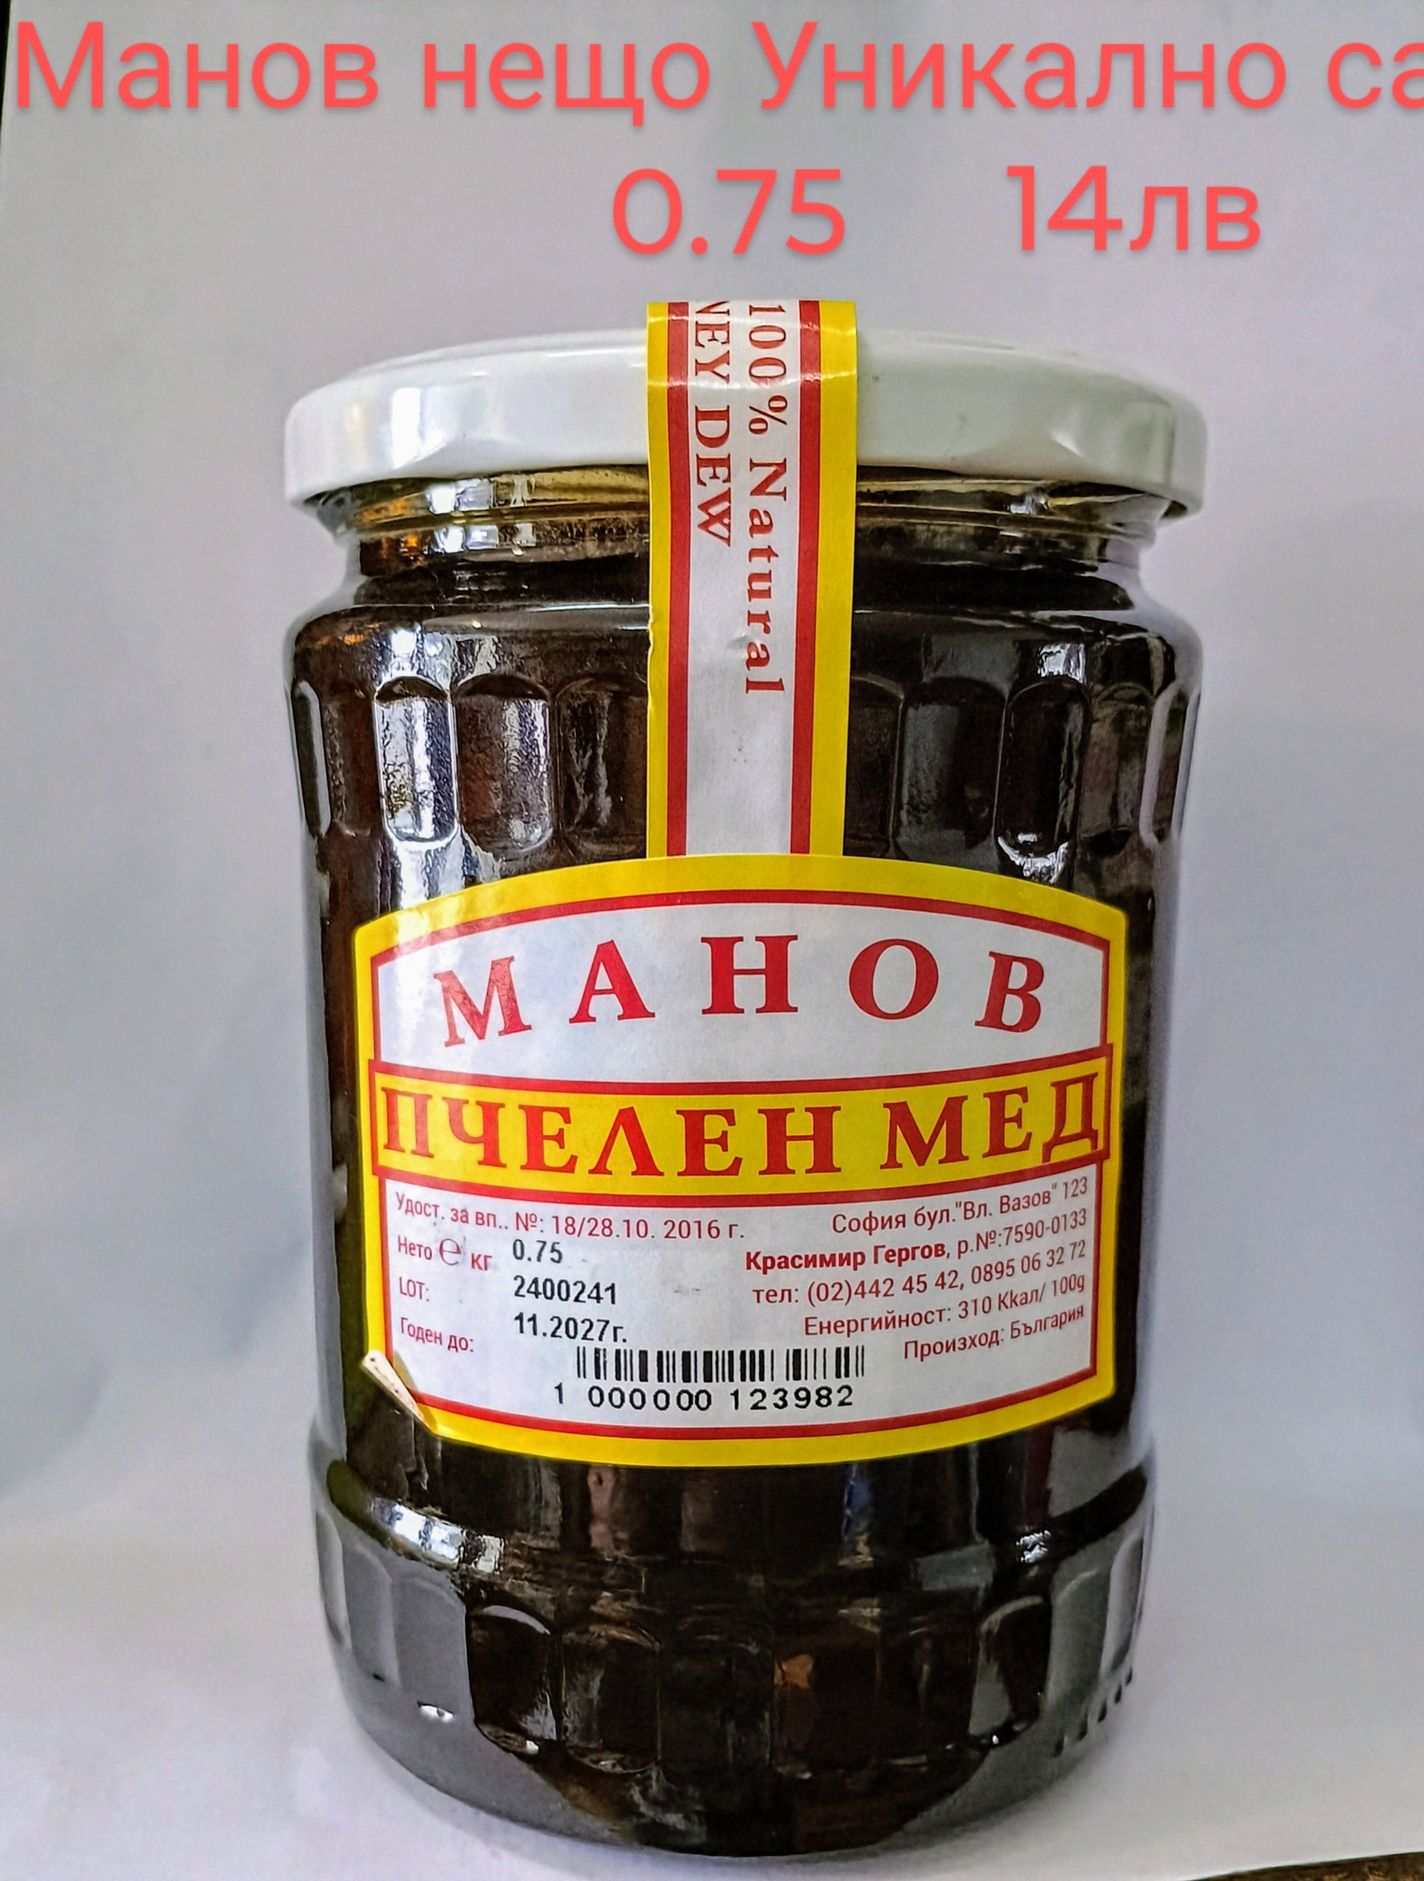 Манов нещо Уникално са
0.75 14лв
100% Natural
NEY DEW
МАНОВ
ПЧЕЛЕН МЕД
Удост. за вп.. №: 18/28.10. 2016 г.
Нето ℮ кг 0.75
LOT: 2400241
Годен до: 11.2027г.
София бул."Вл. Вазов" 123
Красимир Гергов, р.№:7590-0133
тел: (02)442 45 42, 0895 06 32 72
Енергийност: 310 Kkал/ 100g
Произход: България
1 000000 123982